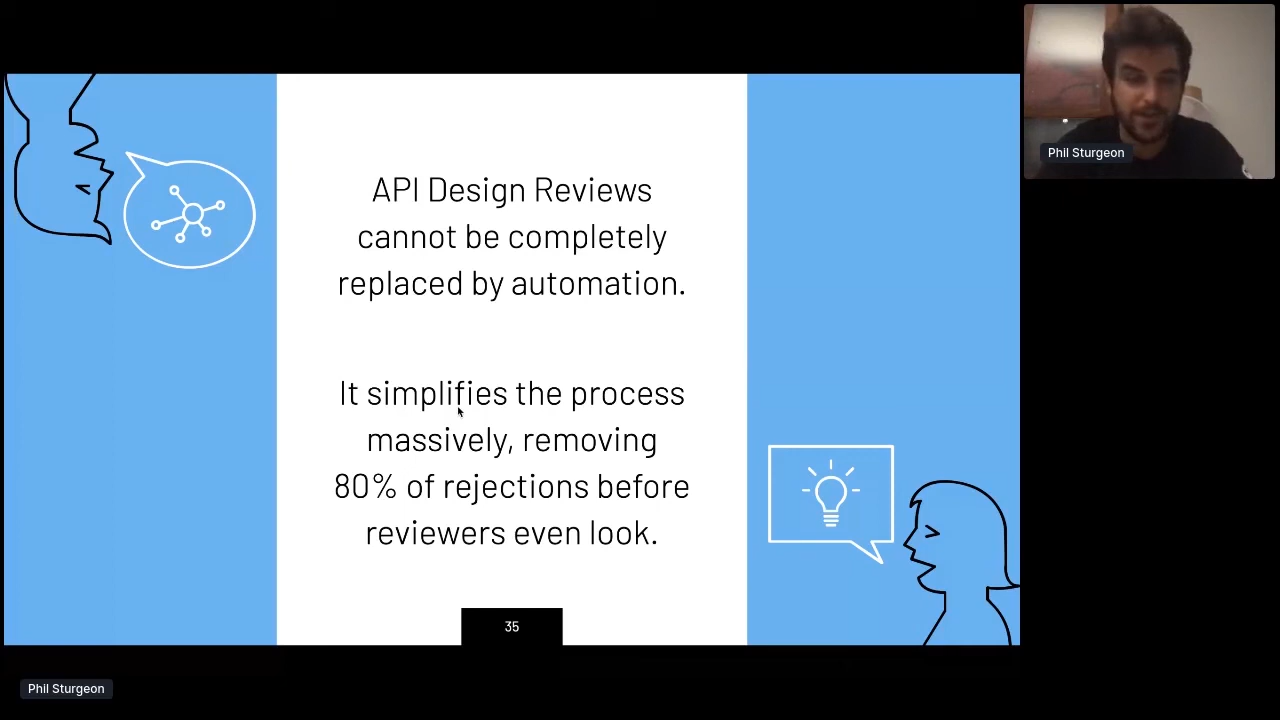 API Design Reviews
cannot be completely
replaced by automation.
It simplifies the process
massively, removing
80% of rejections before
reviewers even look.
35
Phil Sturgeon
Phil Sturgeon